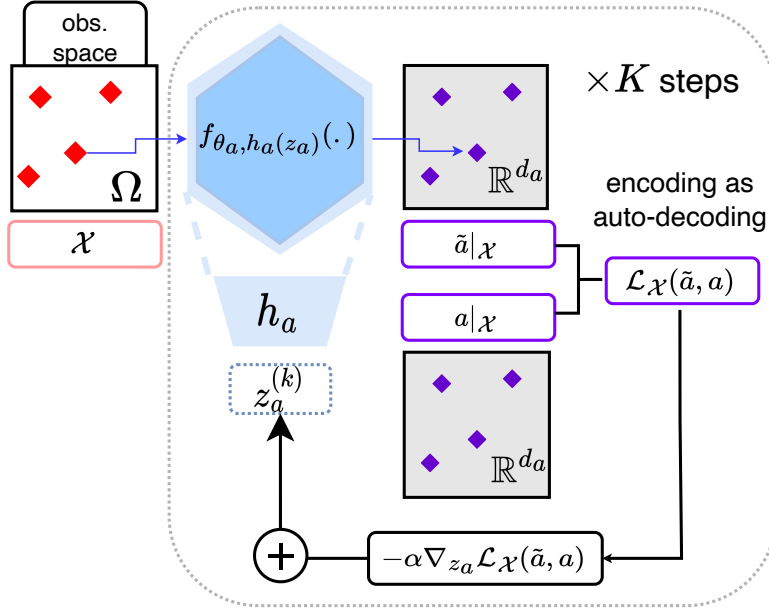 obs.
space
Ω
𝒳
f_{θ_a,h_a(z_a)}(.)
h_a
z_a^{(k)}
×K steps
ℝ^{d_a}
encoding as
auto-decoding
ã|_𝒳
ℒ_𝒳(ã, a)
a|_𝒳
ℝ^{d_a}
+
−α∇_{z_a}ℒ_𝒳(ã, a)